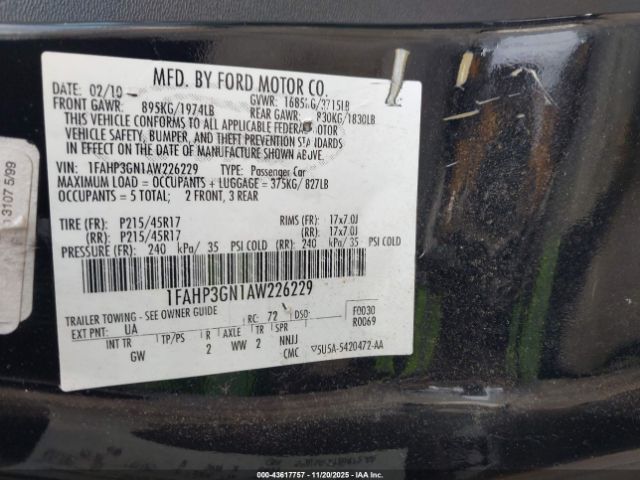 MFD. BY FORD MOTOR CO.
DATE: 02/10
GVWR: 1685KG/3715LB
FRONT GAWR: 895KG/1974LB
REAR GAWR: 830KG/1830LB
THIS VEHICLE CONFORMS TO ALL APPLICABLE FEDERAL MOTOR
VEHICLE SAFETY, BUMPER, AND THEFT PREVENTION STANDARDS
IN EFFECT ON THE DATE OF MANUFACTURE SHOWN ABOVE.
VIN: 1FAHP3GN1AW226229 TYPE: Passenger Car
MAXIMUM LOAD = OCCUPANTS + LUGGAGE = 375KG/ 827LB
OCCUPANTS = 5 TOTAL; 2 FRONT, 3 REAR
TIRE (FR): P215/45R17 RIMS (FR): 17x7.0J
(RR): P215/45R17 (RR): 17x7.0J
PRESSURE (FR): 240 kPa/ 35 PSI COLD (RR): 240 kPa/ 35 PSI COLD
1FAHP3GN1AW226229
TRAILER TOWING - SEE OWNER GUIDE
RC: 72 DSO: F0030
EXT PNT: UA R0069
INT TR TP/PS R AXLE TR SPR
GW 2 WW 2 NNJJ
CMC 5U5A-5420472-AA
13107 5/99
000-43617757 - 11/20/2025 - IAAI.com